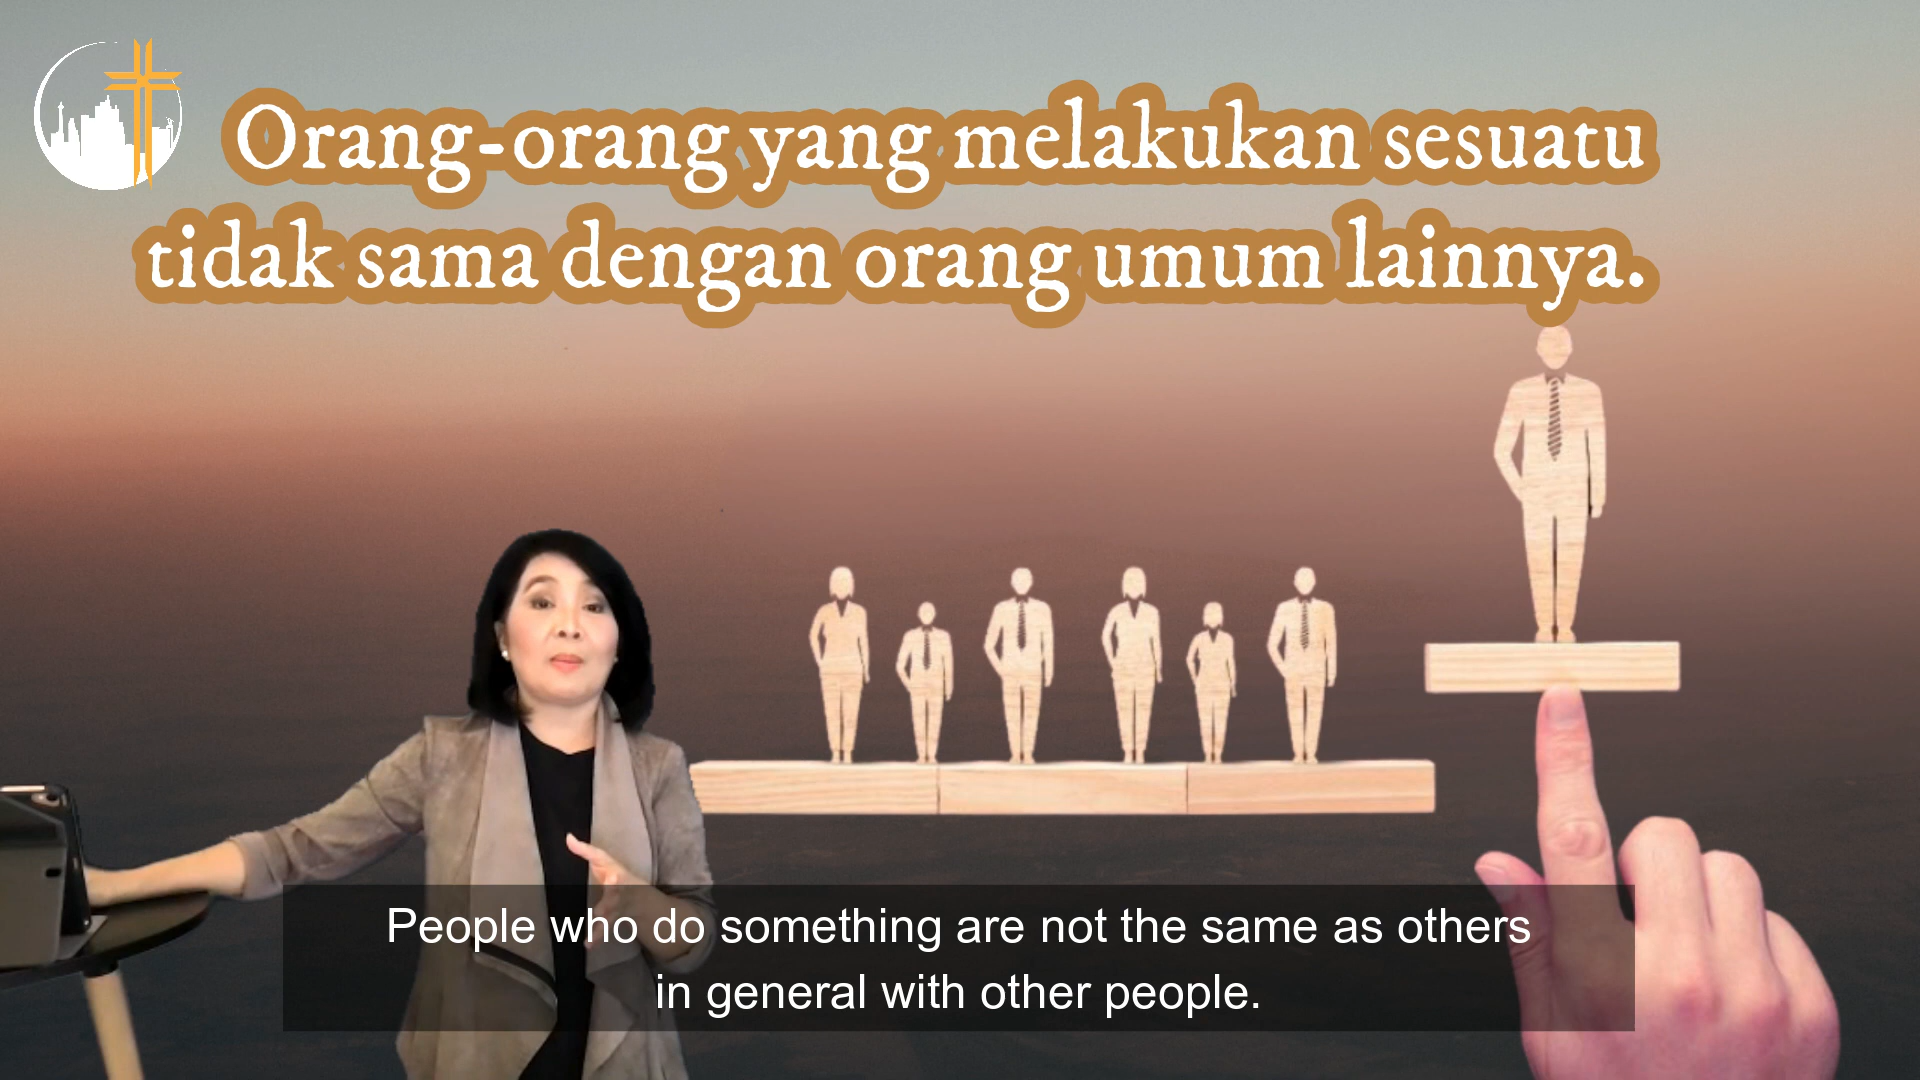 Orang-orang yang melakukan sesuatu
tidak sama dengan orang umum lainnya.
People who do something are not the same as others
in general with other people.